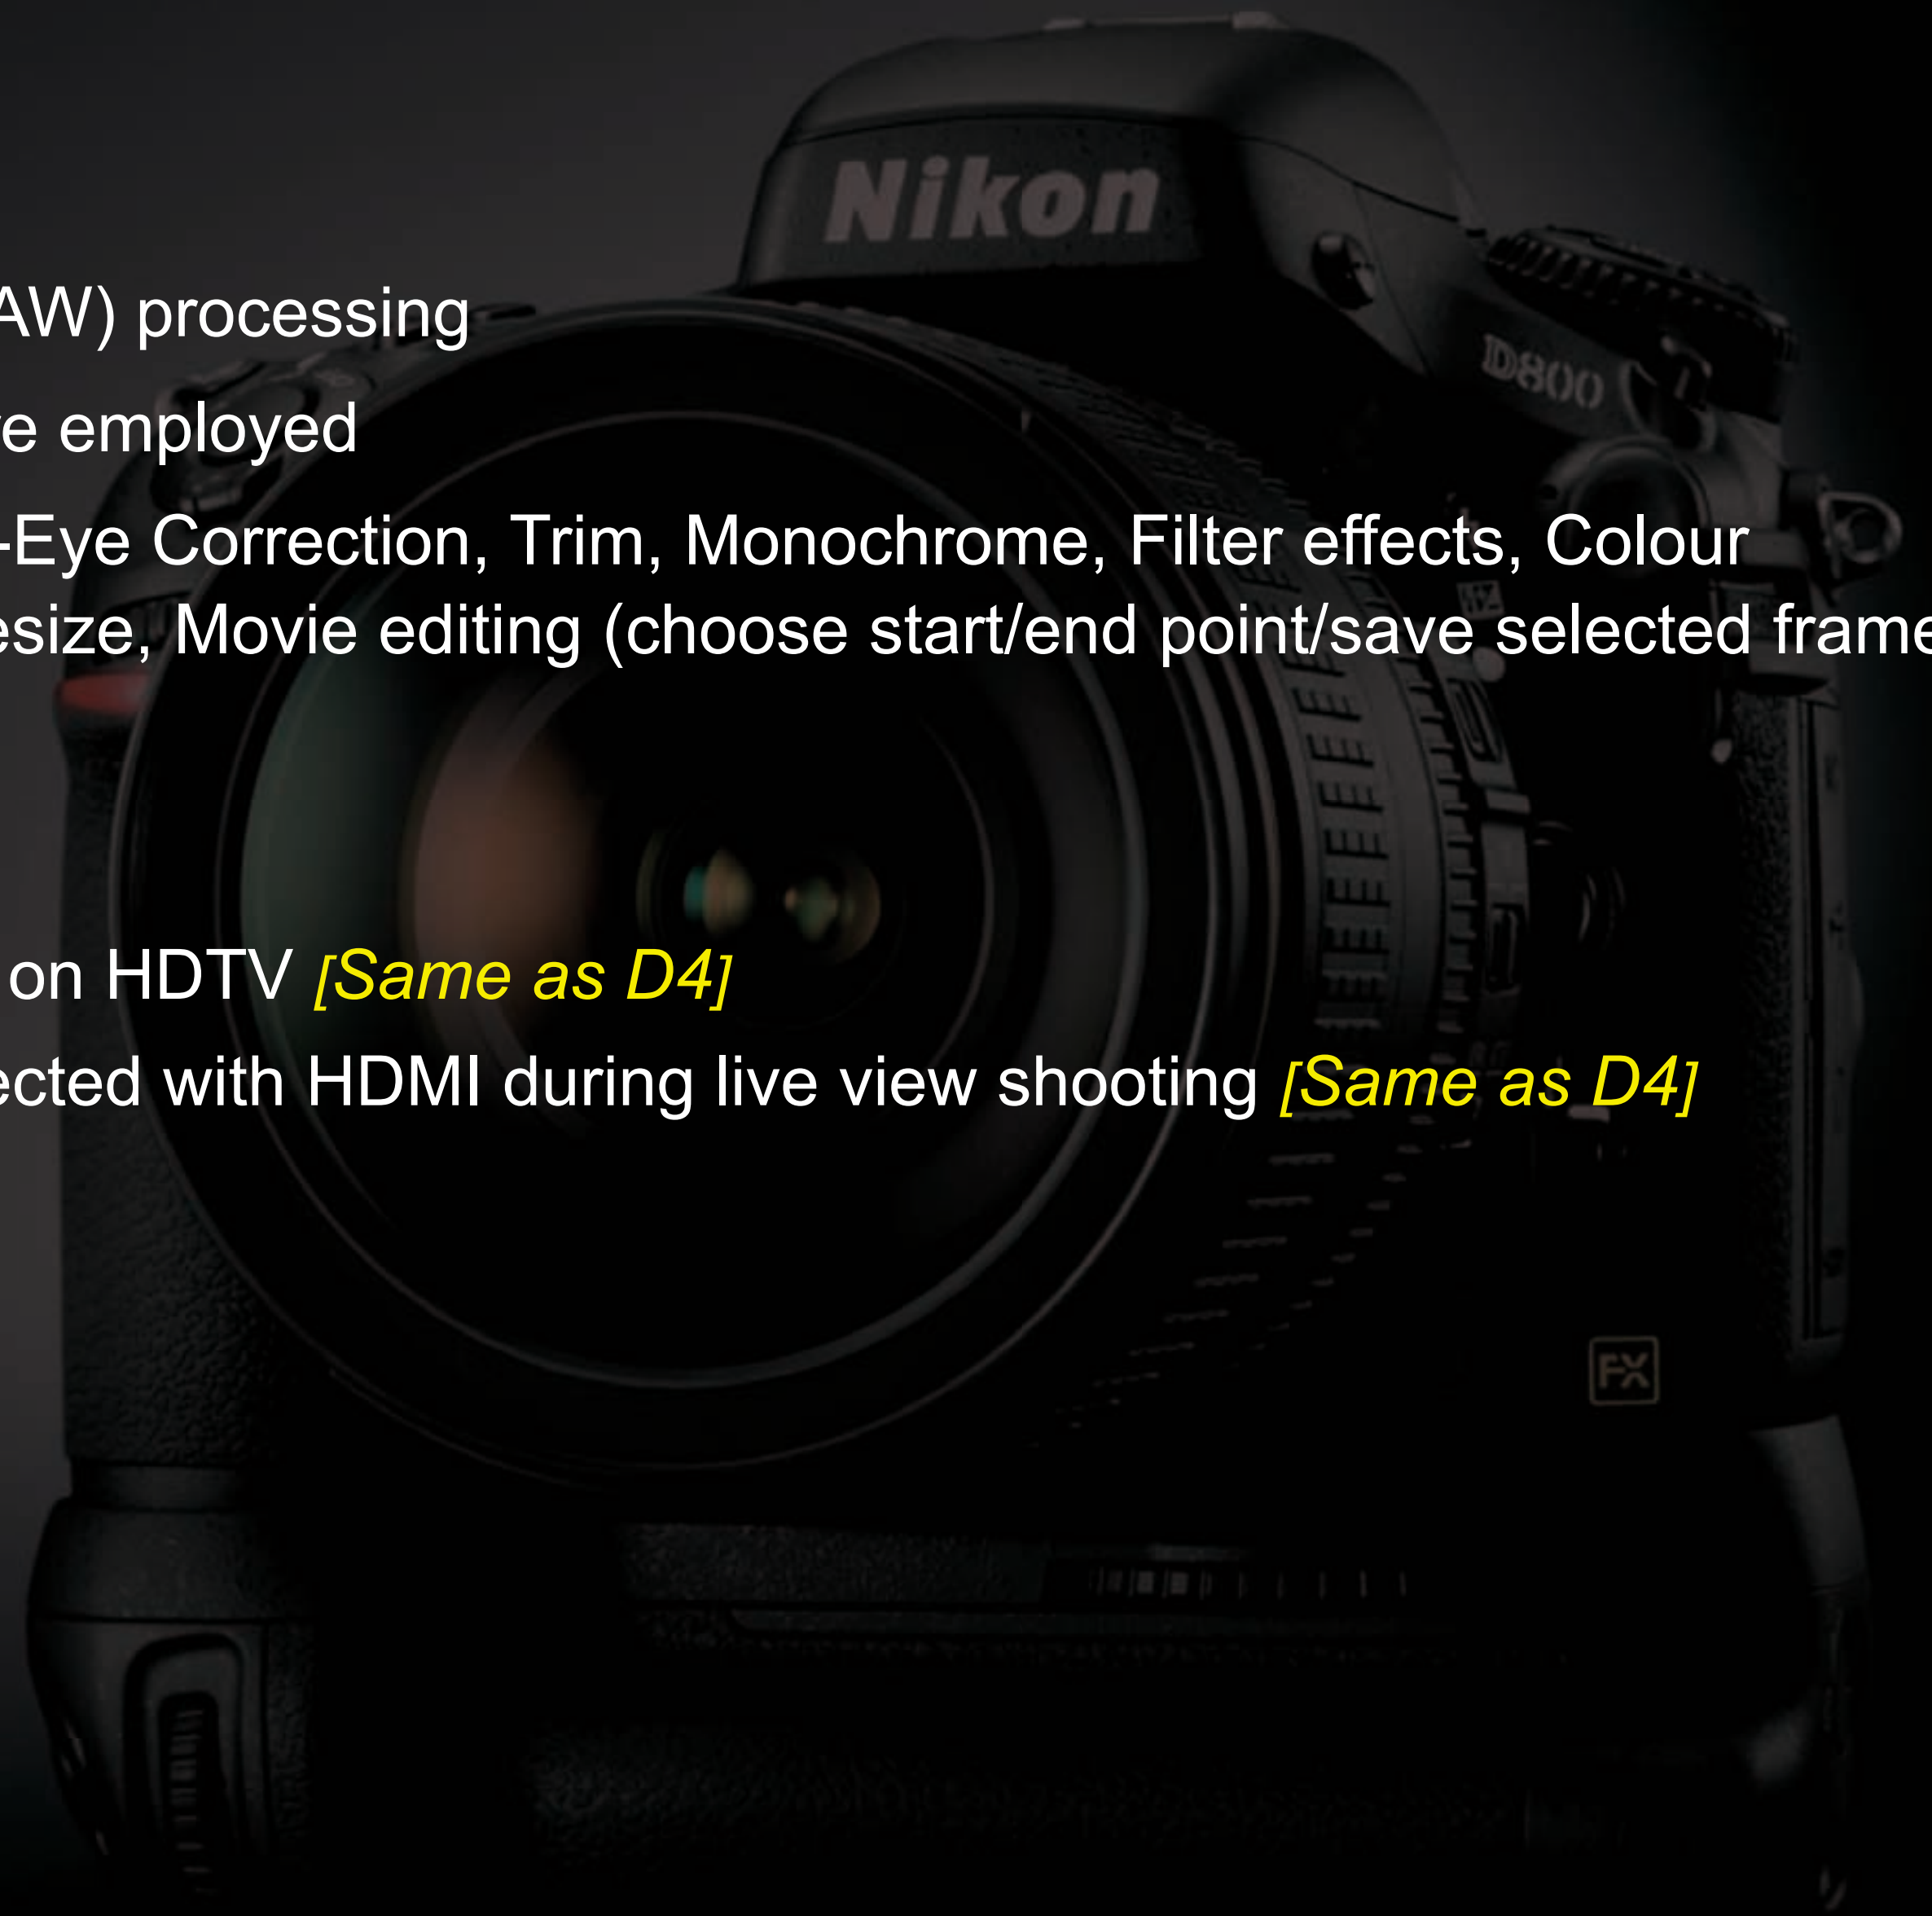 Nikon
D800
AW) processing
e employed
-Eye Correction, Trim, Monochrome, Filter effects, Colour
esize, Movie editing (choose start/end point/save selected frame
on HDTV [Same as D4]
ected with HDMI during live view shooting [Same as D4]
FX